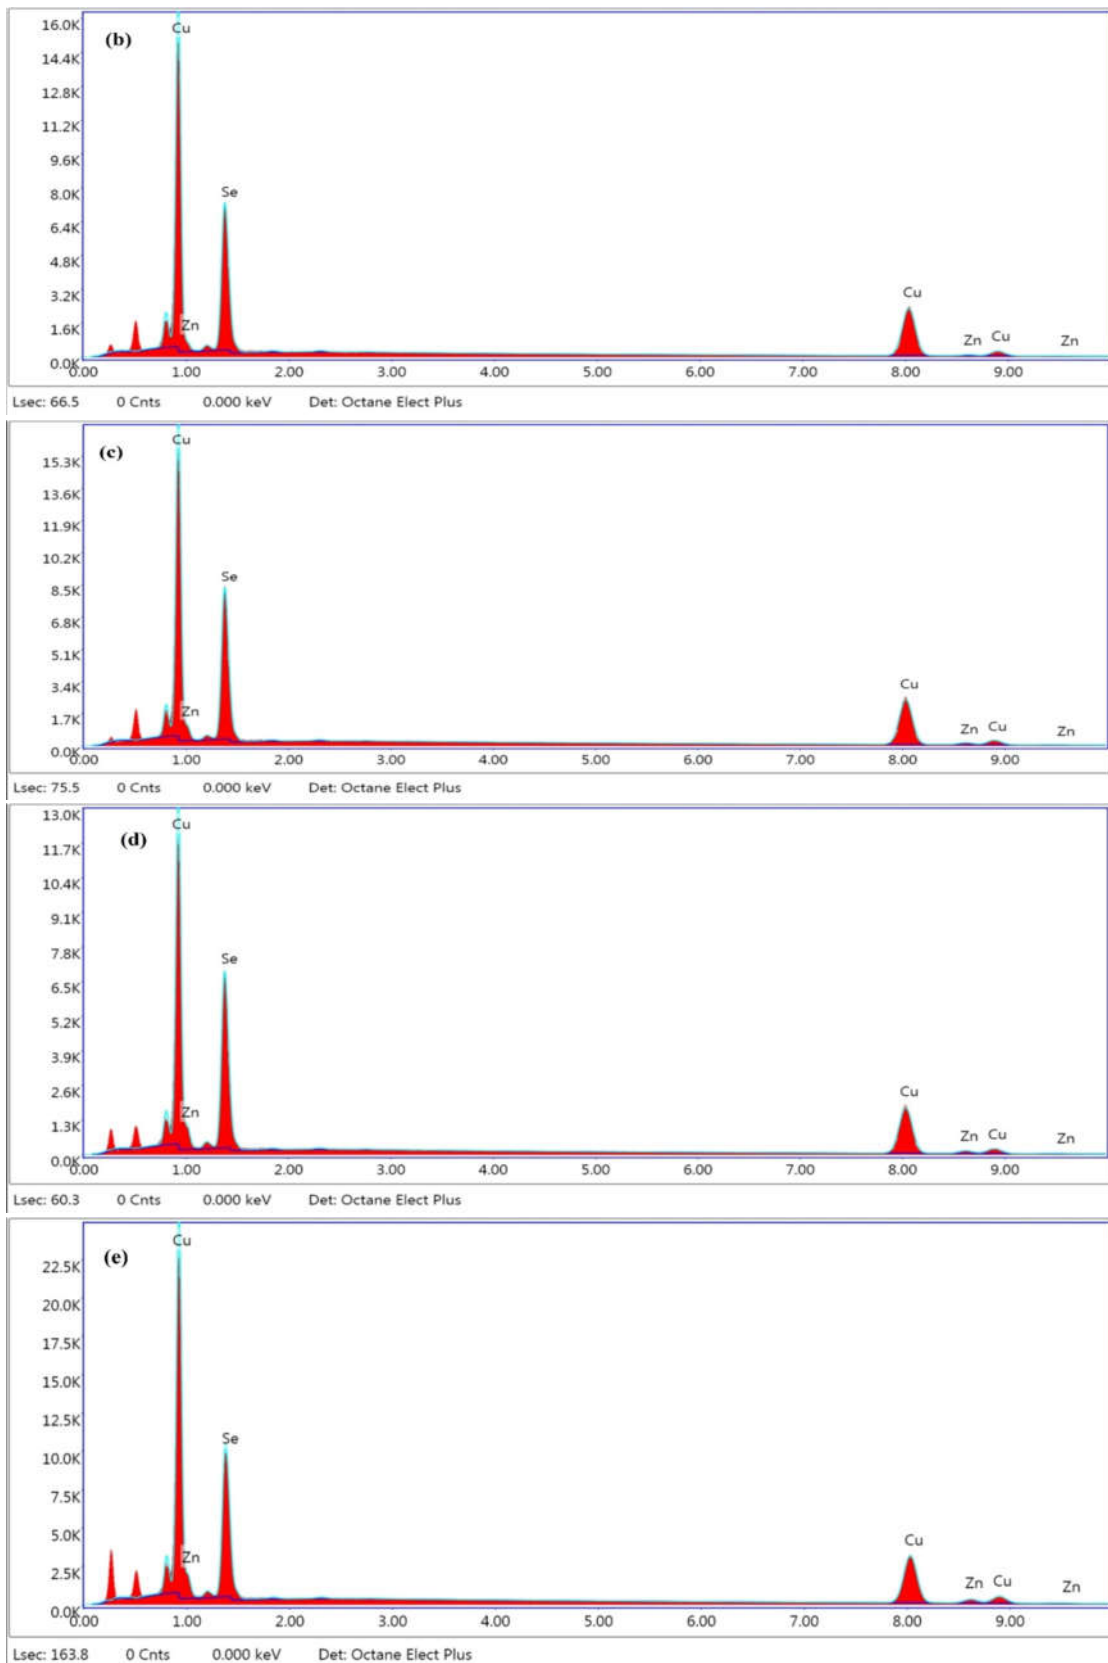 16.0K
Cu
(b)
14.4K
12.8K
11.2K
9.6K
8.0K
Se
6.4K
4.8K
3.2K
Cu
1.6K
Zn
Zn
Cu
Zn
0.0K
0.00 1.00 2.00 3.00 4.00 5.00 6.00 7.00 8.00 9.00
Lsec: 66.5 0 Cnts 0.000 keV Det: Octane Elect Plus
Cu
(c)
15.3K
13.6K
11.9K
10.2K
8.5K
Se
6.8K
5.1K
3.4K
Cu
1.7K
Zn
Zn
Cu
Zn
0.0K
0.00 1.00 2.00 3.00 4.00 5.00 6.00 7.00 8.00 9.00
Lsec: 75.5 0 Cnts 0.000 keV Det: Octane Elect Plus
13.0K
Cu
(d)
11.7K
10.4K
9.1K
7.8K
Se
6.5K
5.2K
3.9K
2.6K
Cu
1.3K
Zn
Zn
Cu
Zn
0.0K
0.00 1.00 2.00 3.00 4.00 5.00 6.00 7.00 8.00 9.00
Lsec: 60.3 0 Cnts 0.000 keV Det: Octane Elect Plus
Cu
(e)
22.5K
20.0K
17.5K
15.0K
12.5K
Se
10.0K
7.5K
5.0K
Cu
2.5K
Zn
Zn
Cu
Zn
0.0K
0.00 1.00 2.00 3.00 4.00 5.00 6.00 7.00 8.00 9.00
Lsec: 163.8 0 Cnts 0.000 keV Det: Octane Elect Plus